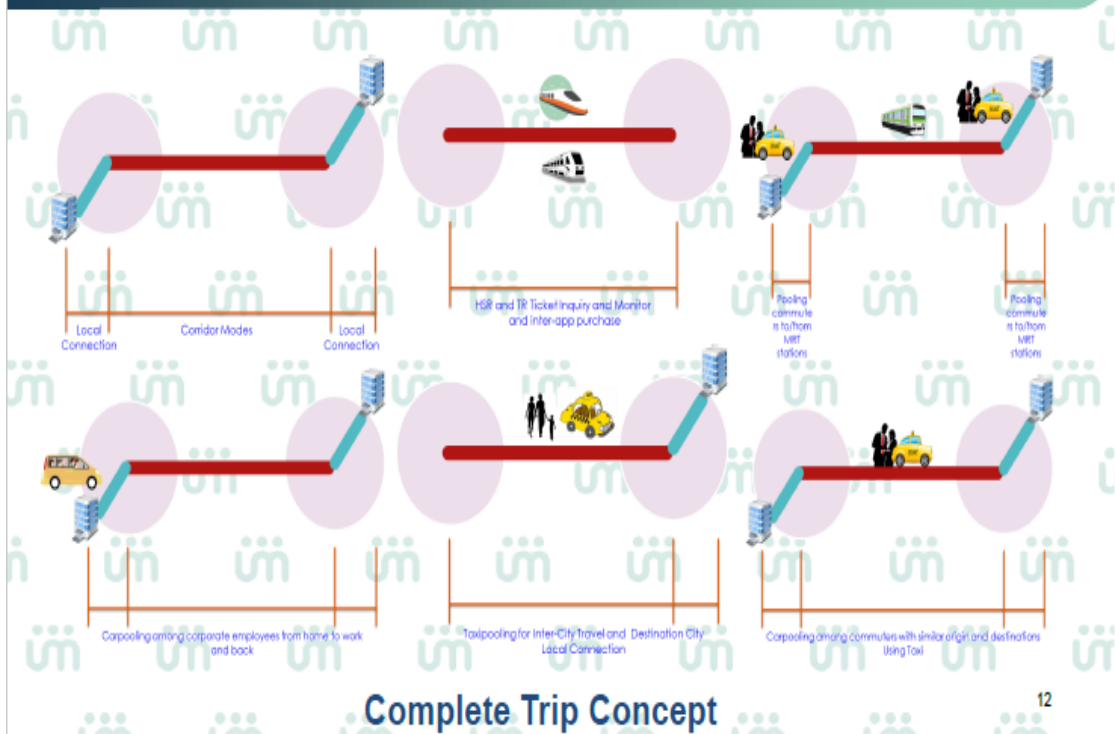 Local
Connection
Corridor Modes
Local
Connection
HSR and TR Ticket Inquiry and Monitor
and inter-app purchase
Pooling
commute
rs to/from
MRT
stations
Pooling
commute
rs to/from
MRT
stations
Carpooling among corporate employees from home to work
and back
Taxipooling for Inter-City Travel and Destination City
Local Connection
Carpooling among commuters with similar origin and destinations
Using Taxi
Complete Trip Concept
12